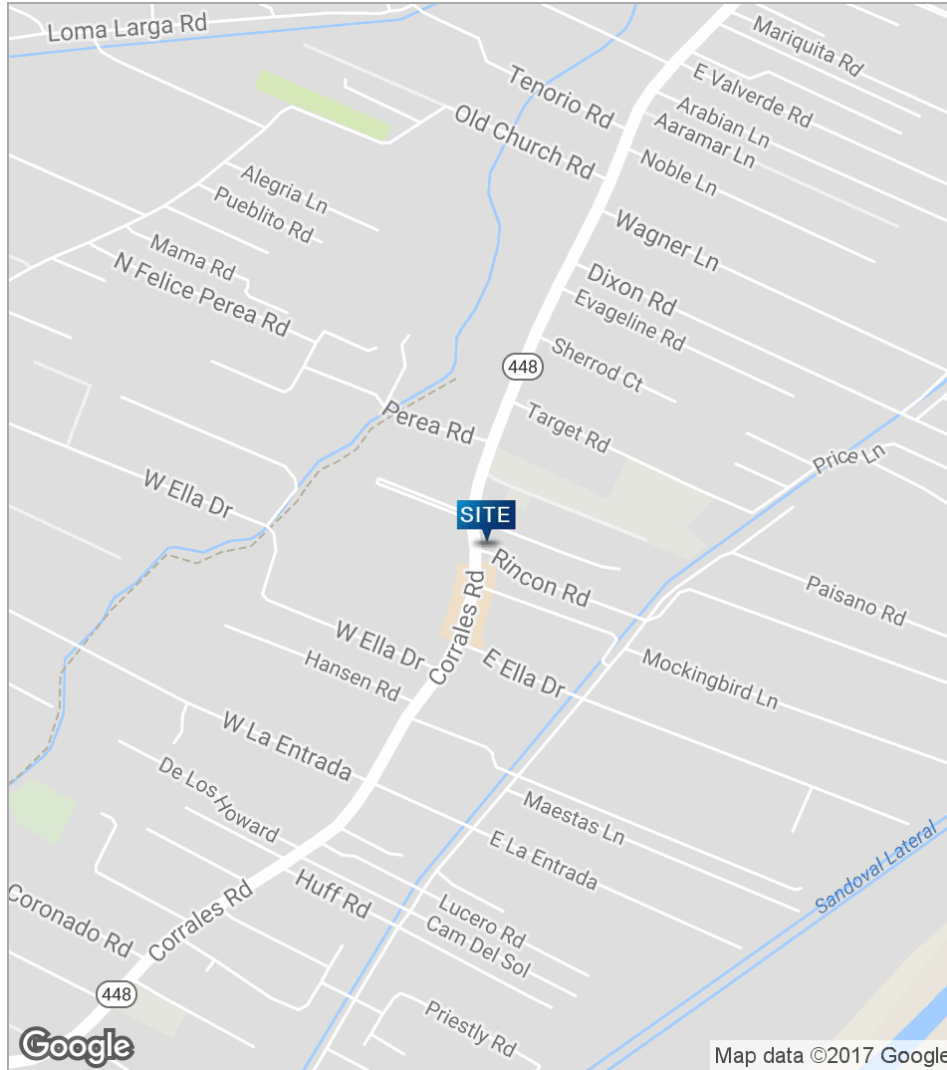 Loma Larga Rd
Mariquita Rd
E Valverde Rd
Tenorio Rd
Arabian Ln
Old Church Rd
Aaramar Ln
Noble Ln
Alegria Ln
Pueblito Rd
Wagner Ln
Mama Rd
N Felice Perea Rd
Dixon Rd
Evageline Rd
Sherrod Ct
448
Perea Rd
Target Rd
Price Ln
W Ella Dr
SITE
Rincon Rd
Paisano Rd
Corrales Rd
W Ella Dr
Hansen Rd
E Ella Dr
Mockingbird Ln
W La Entrada
De Los
Howard
Maestas Ln
E La Entrada
Sandoval Lateral
Huff Rd
Coronado Rd
Corrales Rd
Lucero Rd
Cam Del Sol
448
Priestly Rd
Google
Map data ©2017 Google